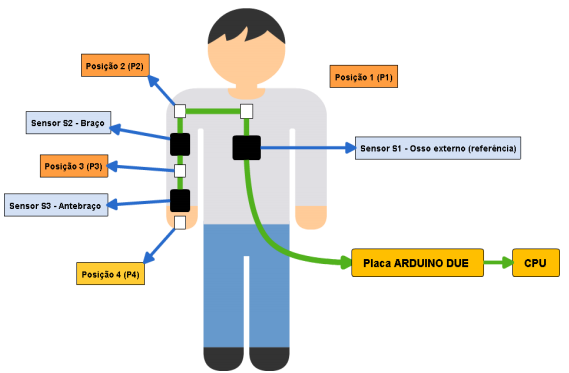 Posição 2 (P2)
Posição 1 (P1)
Sensor S2 - Braço
Sensor S1 - Osso externo (referência)
Posição 3 (P3)
Sensor S3 - Antebraço
Posição 4 (P4)
Placa ARDUINO DUE
CPU